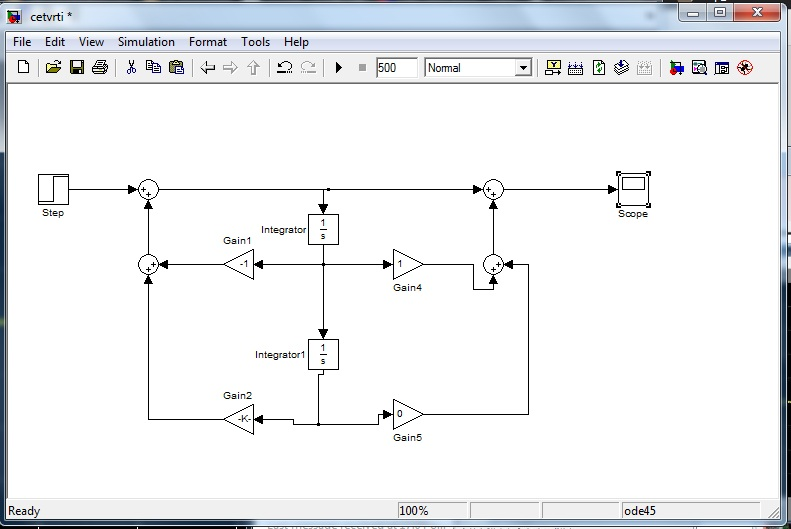 cetvrti *
File Edit View Simulation Format Tools Help
500 Normal
Step
Scope
Integrator
1
s
Gain1
-1
1
Gain4
Integrator1
1
s
Gain2
-K-
0
Gain5
Ready 100% ode45